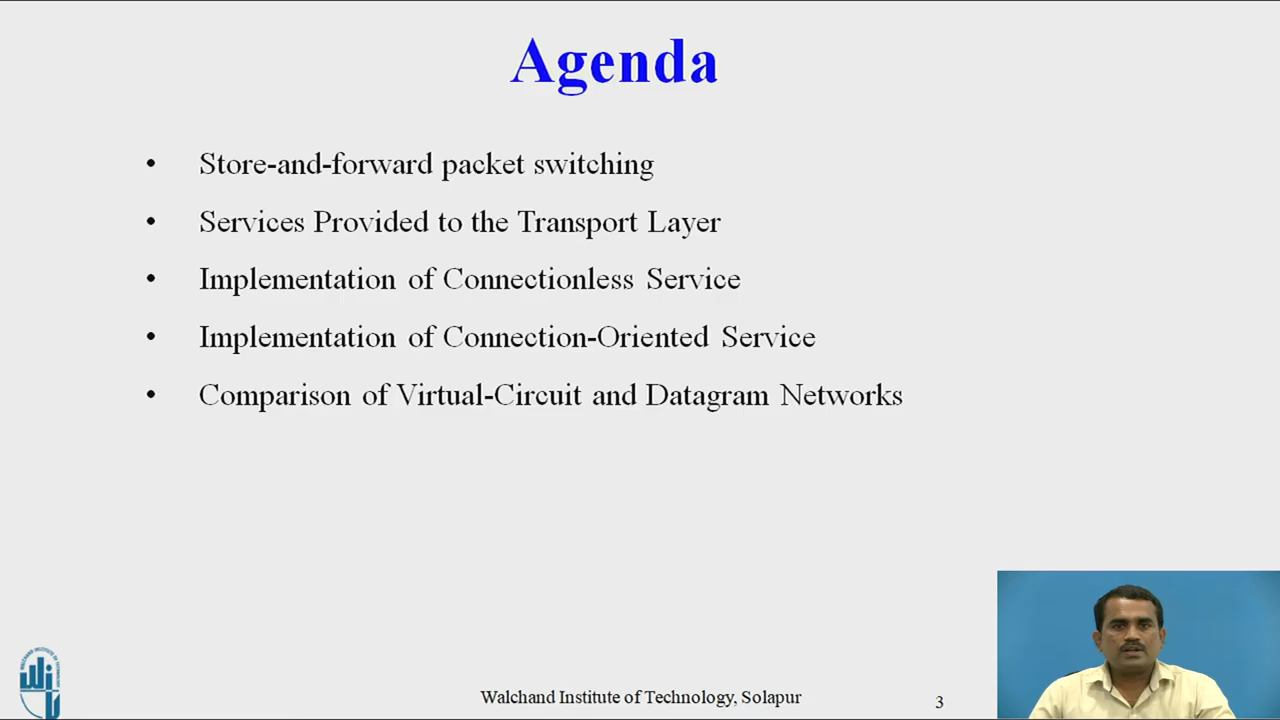 Agenda
• Store-and-forward packet switching
• Services Provided to the Transport Layer
• Implementation of Connectionless Service
• Implementation of Connection-Oriented Service
• Comparison of Virtual-Circuit and Datagram Networks
Walchand Institute of Technology, Solapur
3